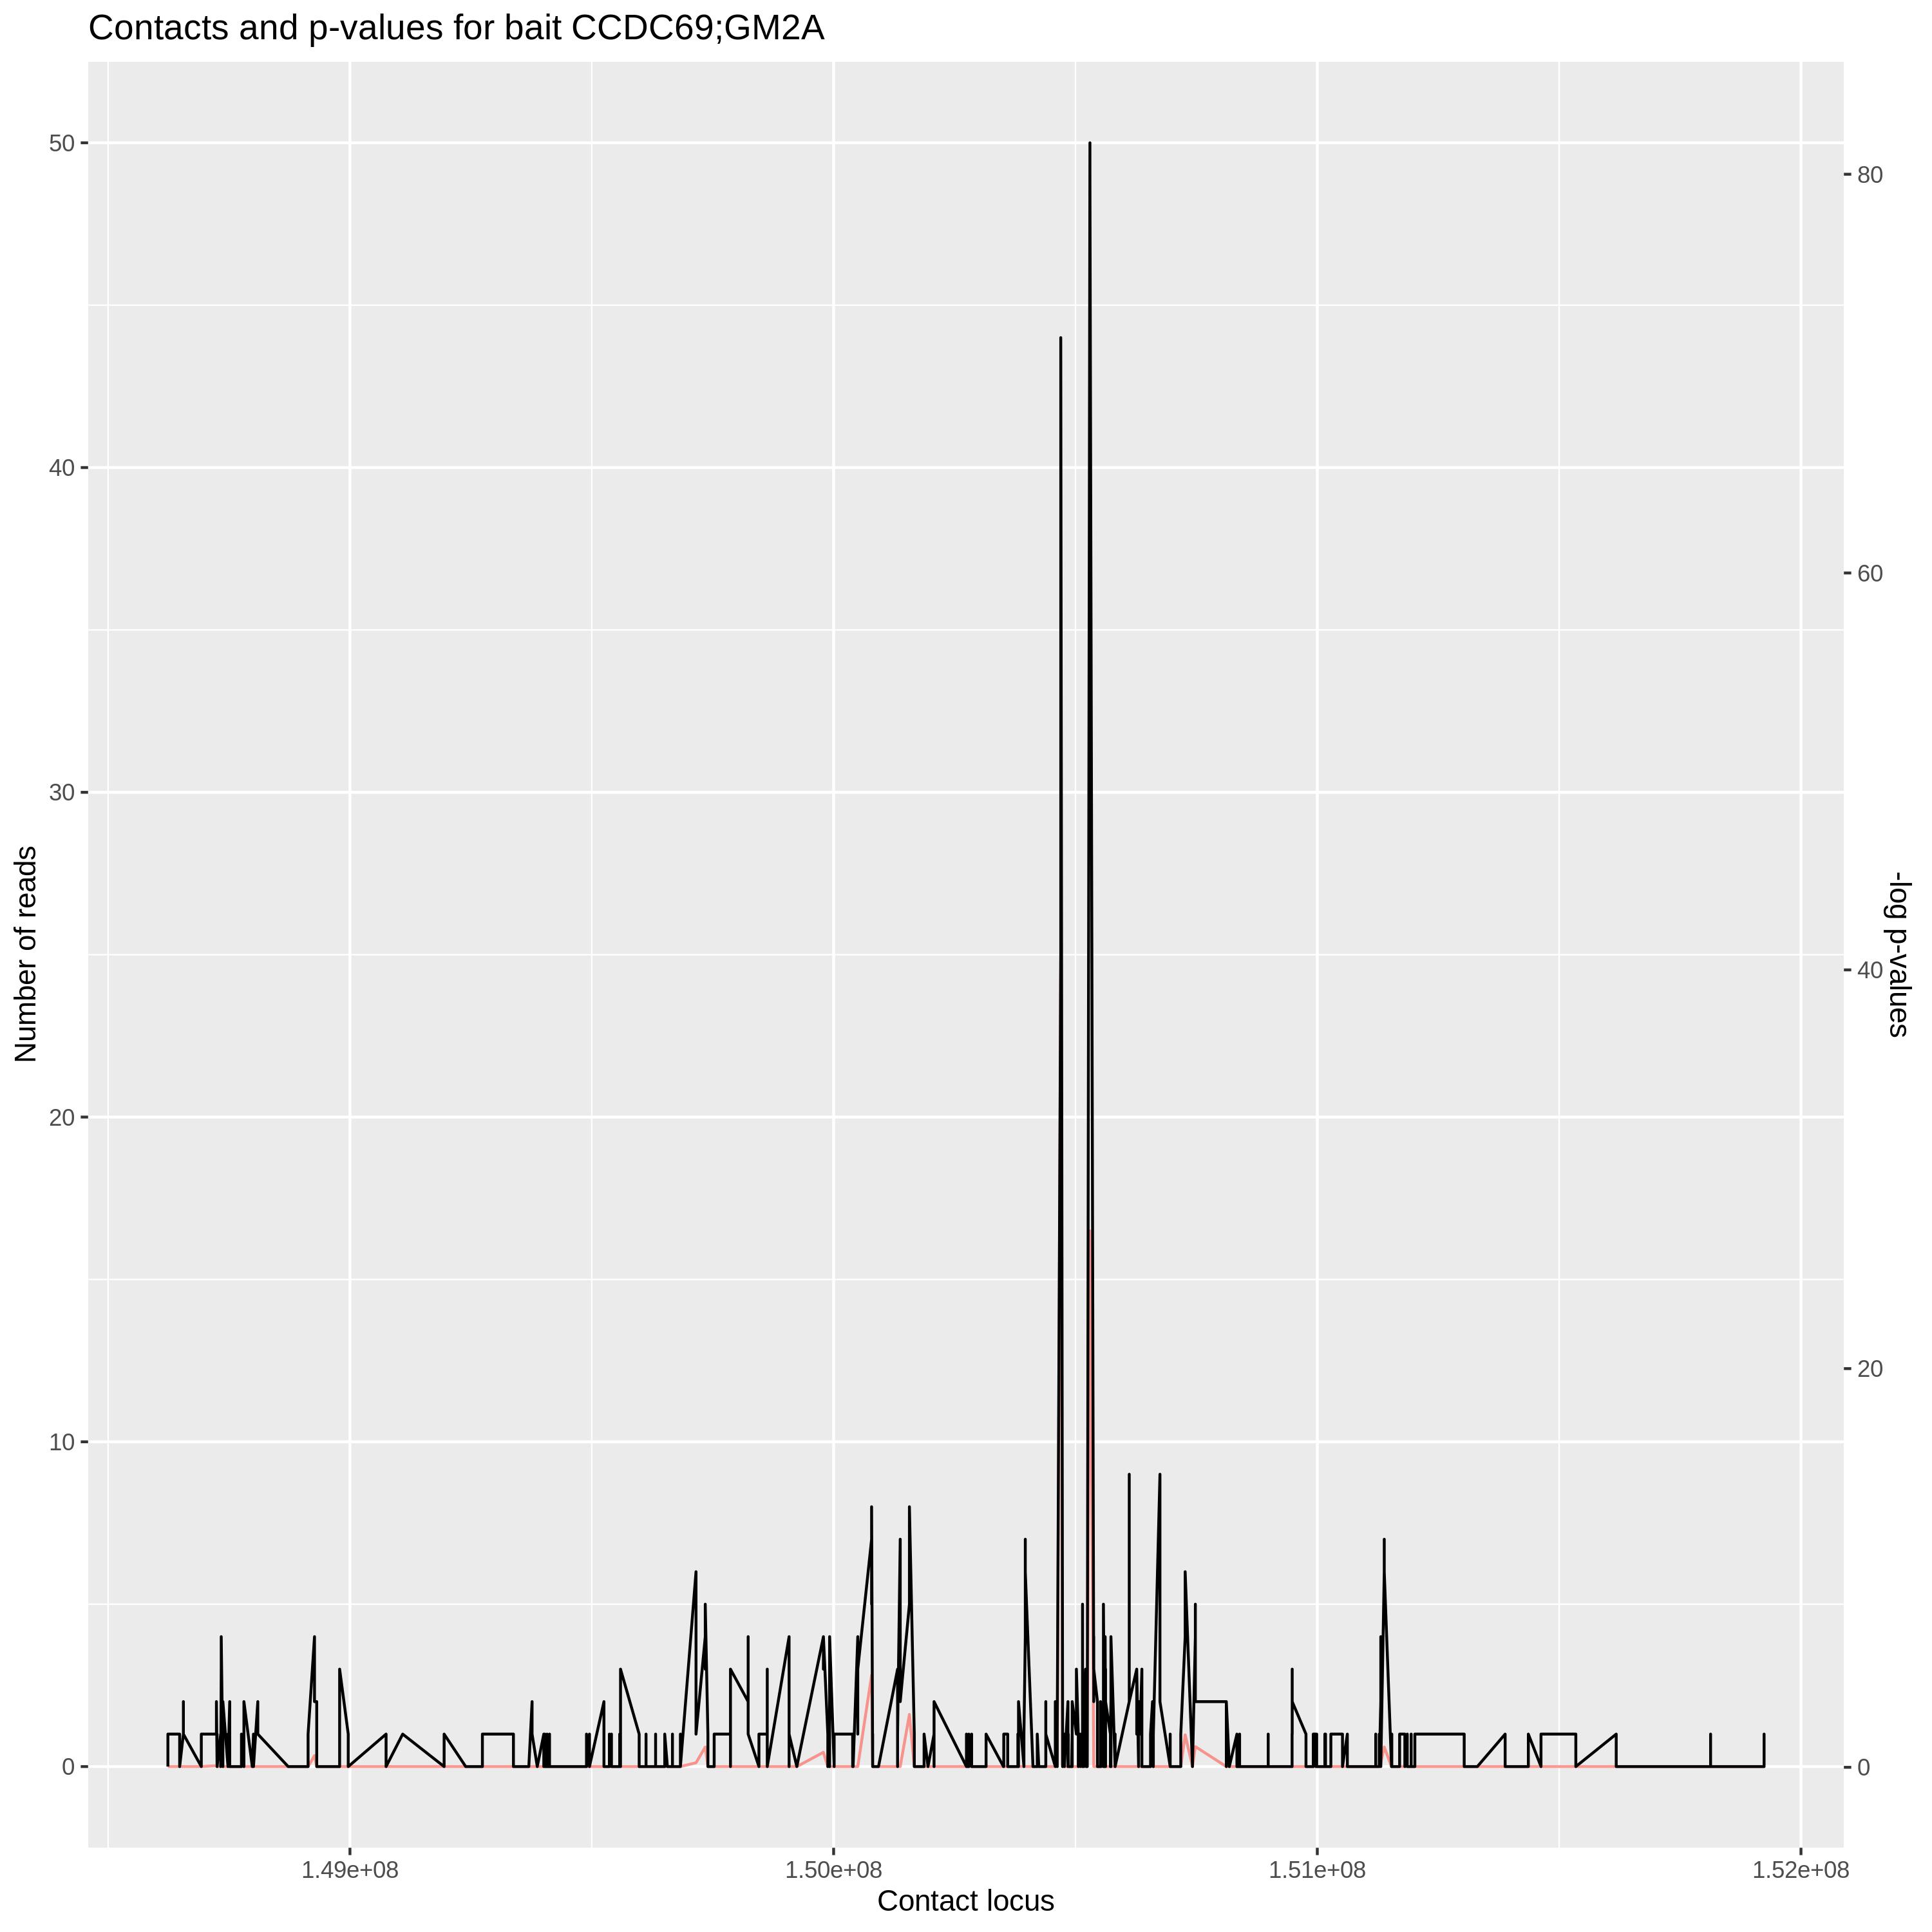 Contacts and p-values for bait CCDC69;GM2A
Number of reads
50
40
30
20
10
0
80
60
40
20
0
-log p-values
1.49e+08
1.50e+08
1.51e+08
1.52e+08
Contact locus